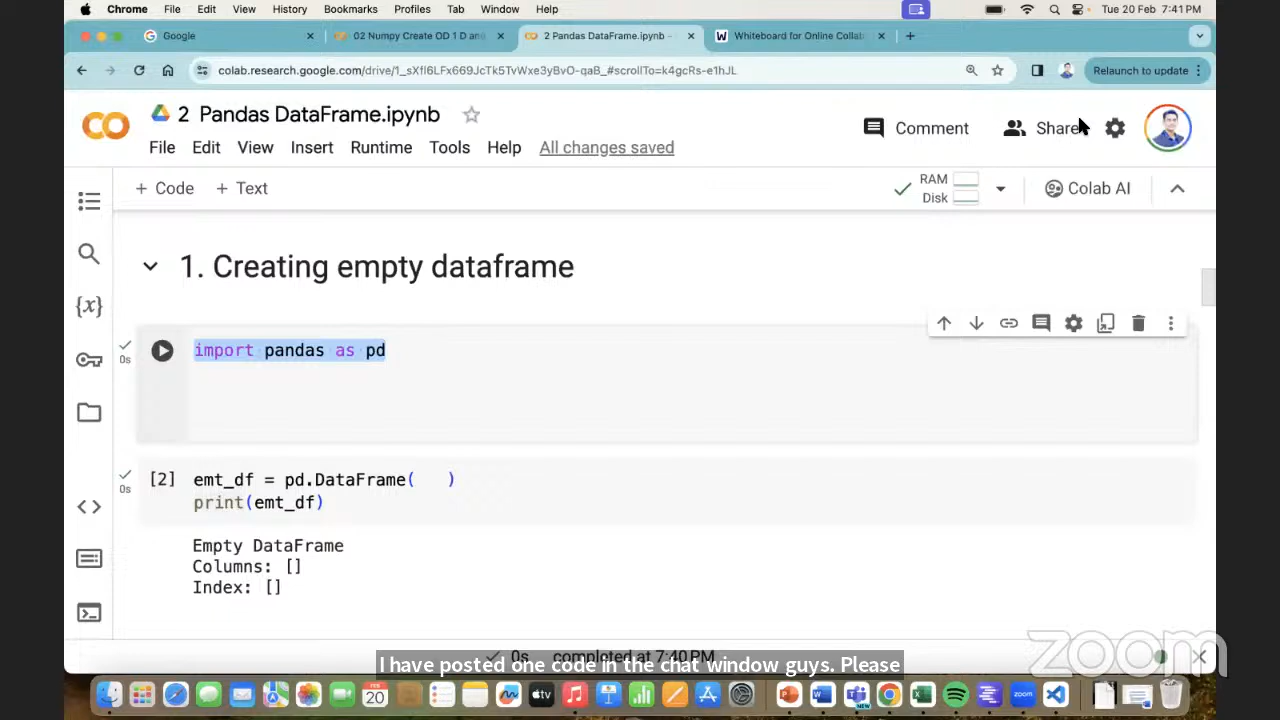 Chrome File Edit View History Bookmarks Profiles Tab Window Help Tue 20 Feb 7:41 PM
Google 02 Numpy Create OD 1 D and 2 Pandas DataFrame.ipynb - Whiteboard for Online Collab
colab.research.google.com/drive/1_sXfI6LFx669JcTk5TvWxe3yBvO-qaB_#scrollTo=k4gcRs-e1hJL Relaunch to update
2 Pandas DataFrame.ipynb
Comment Share
File Edit View Insert Runtime Tools Help All changes saved
+ Code + Text RAM Disk Colab AI
1. Creating empty dataframe
0s import pandas as pd
0s [2] emt_df = pd.DataFrame( )
print(emt_df)
Empty DataFrame
Columns: []
Index: []
0s completed at 7:40 PM
I have posted one code in the chat window guys. Please
zoom